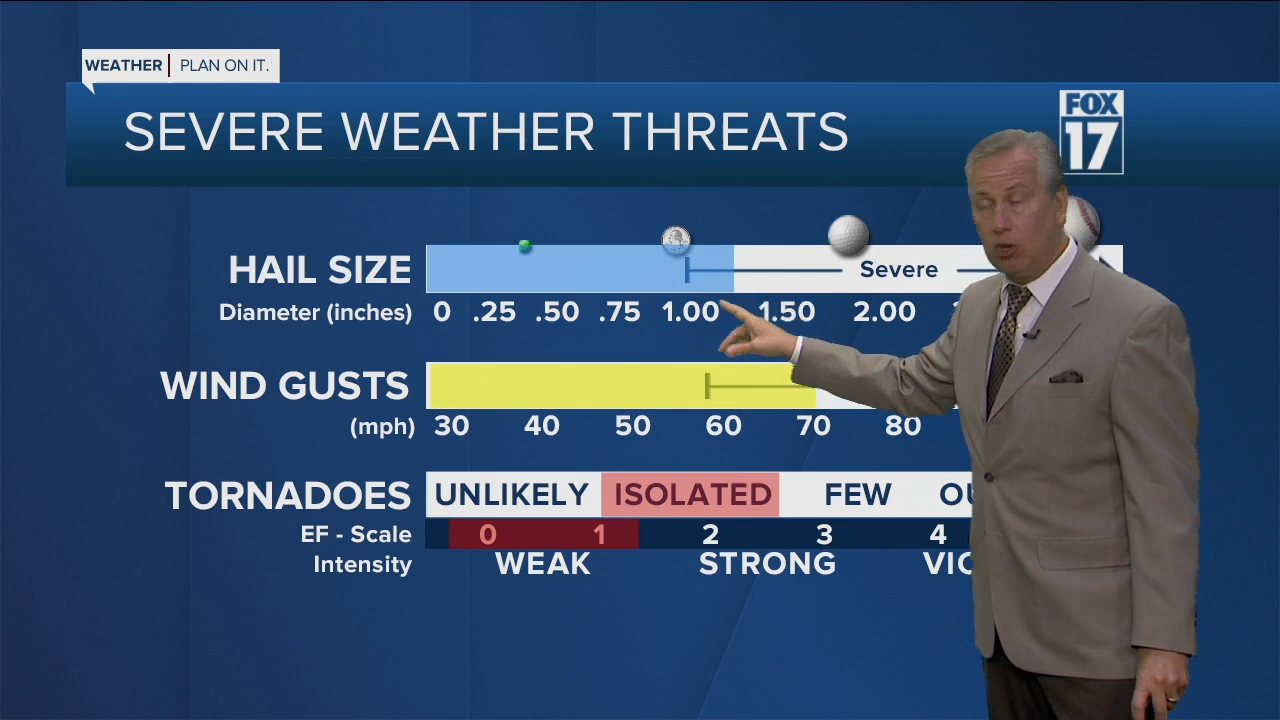 WEATHER | PLAN ON IT.
SEVERE WEATHER THREATS
FOX
17
HAIL SIZE
Severe
Diameter (inches) 0 .25 .50 .75 1.00 1.50 2.00
WIND GUSTS
(mph) 30 40 50 60 70 80
TORNADOES UNLIKELY ISOLATED FEW
EF - Scale 0 1 2 3 4
Intensity WEAK STRONG